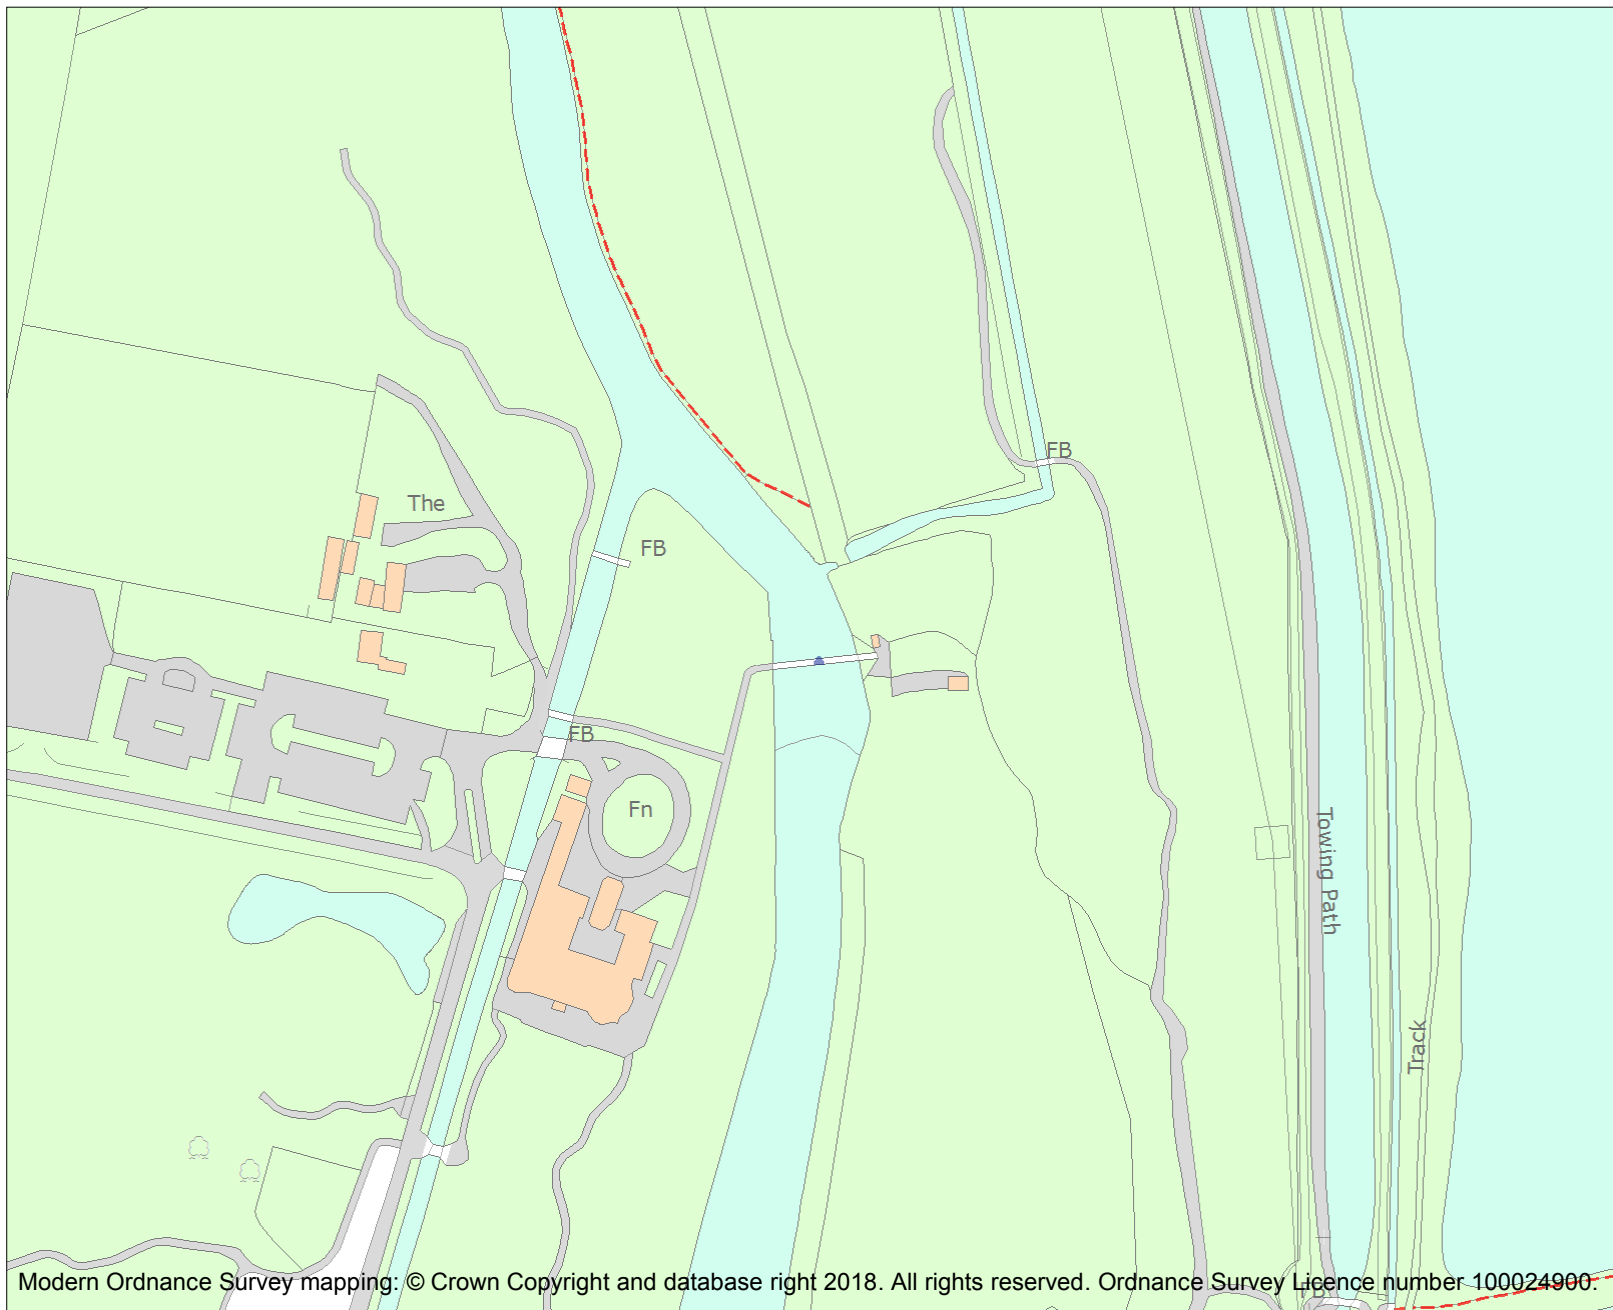 FB
The
FB
FB
Fn
Towing Path
Track
Modern Ordnance Survey mapping: © Crown Copyright and database right 2018. All rights reserved. Ordnance Survey Licence number 100024900.
FB